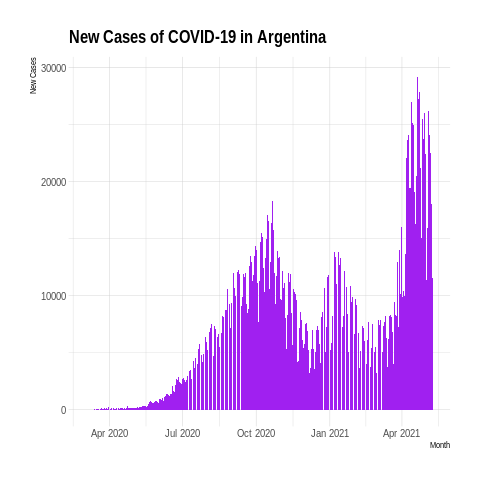 New Cases of COVID-19 in Argentina
New Cases
30000
20000
10000
0
Apr 2020 Jul 2020 Oct 2020 Jan 2021 Apr 2021
Month